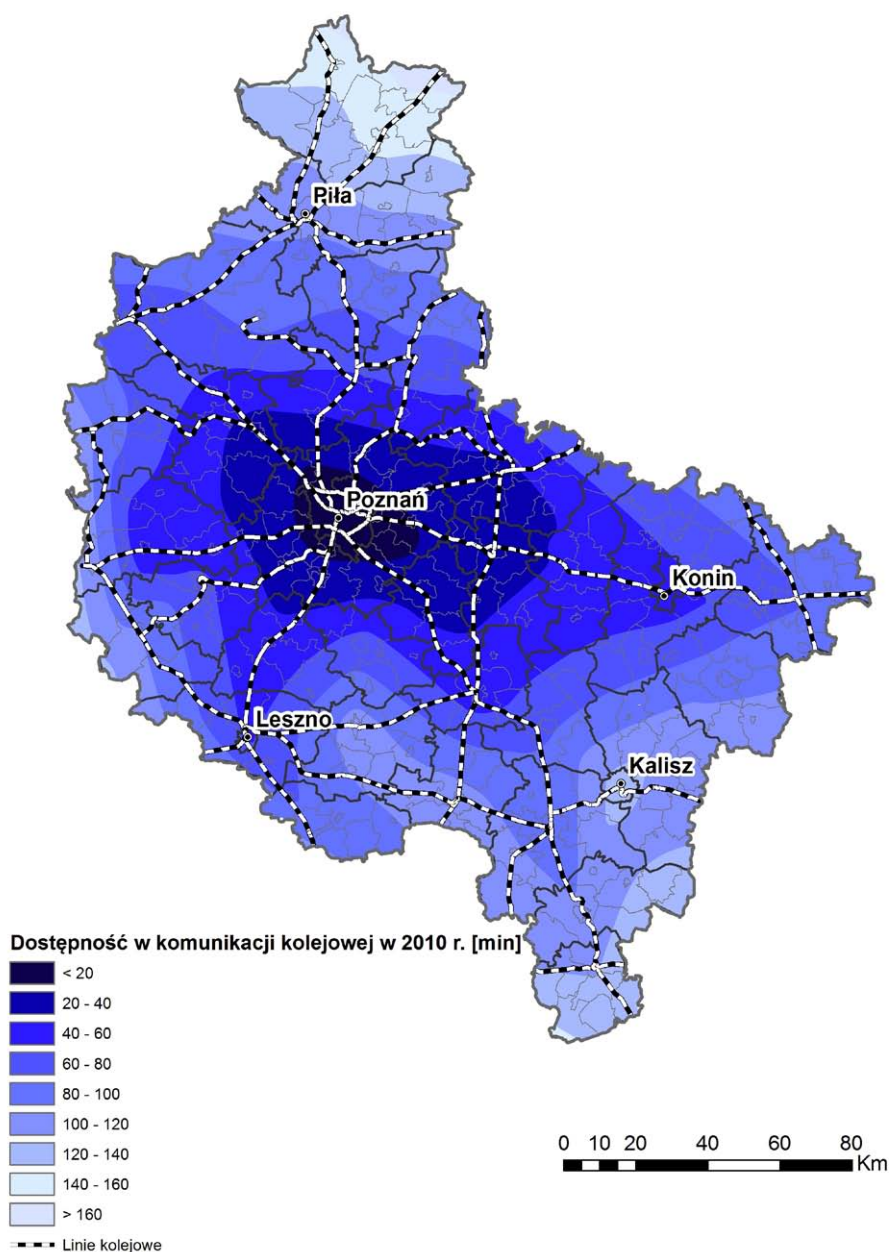 Piła
Poznań
Konin
Leszno
Kalisz
Dostępność w komunikacji kolejowej w 2010 r. [min]
< 20
20 - 40
40 - 60
60 - 80
80 - 100
100 - 120
120 - 140
140 - 160
> 160
Linie kolejowe
0 10 20 40 60 80
Km